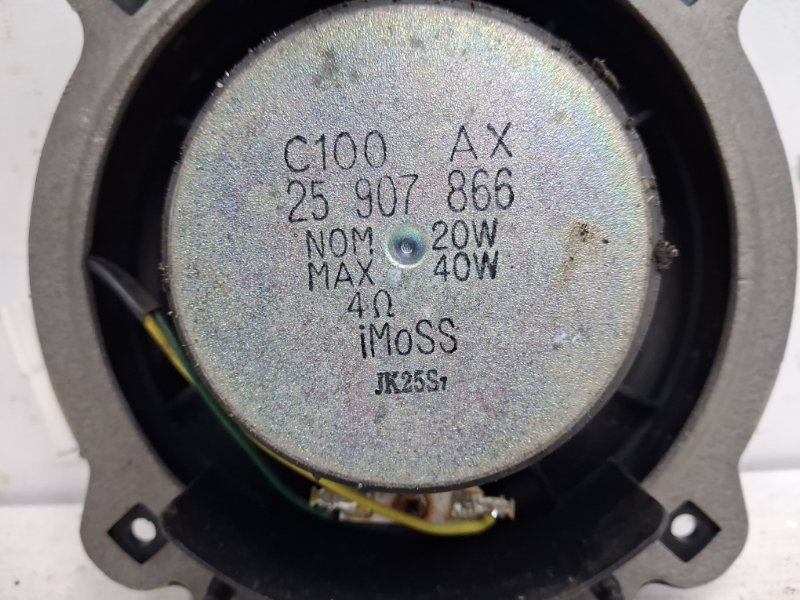 C100 AX
25 907 866
NOM 20W
MAX 40W
4Ω
iMoSS
JK25S7